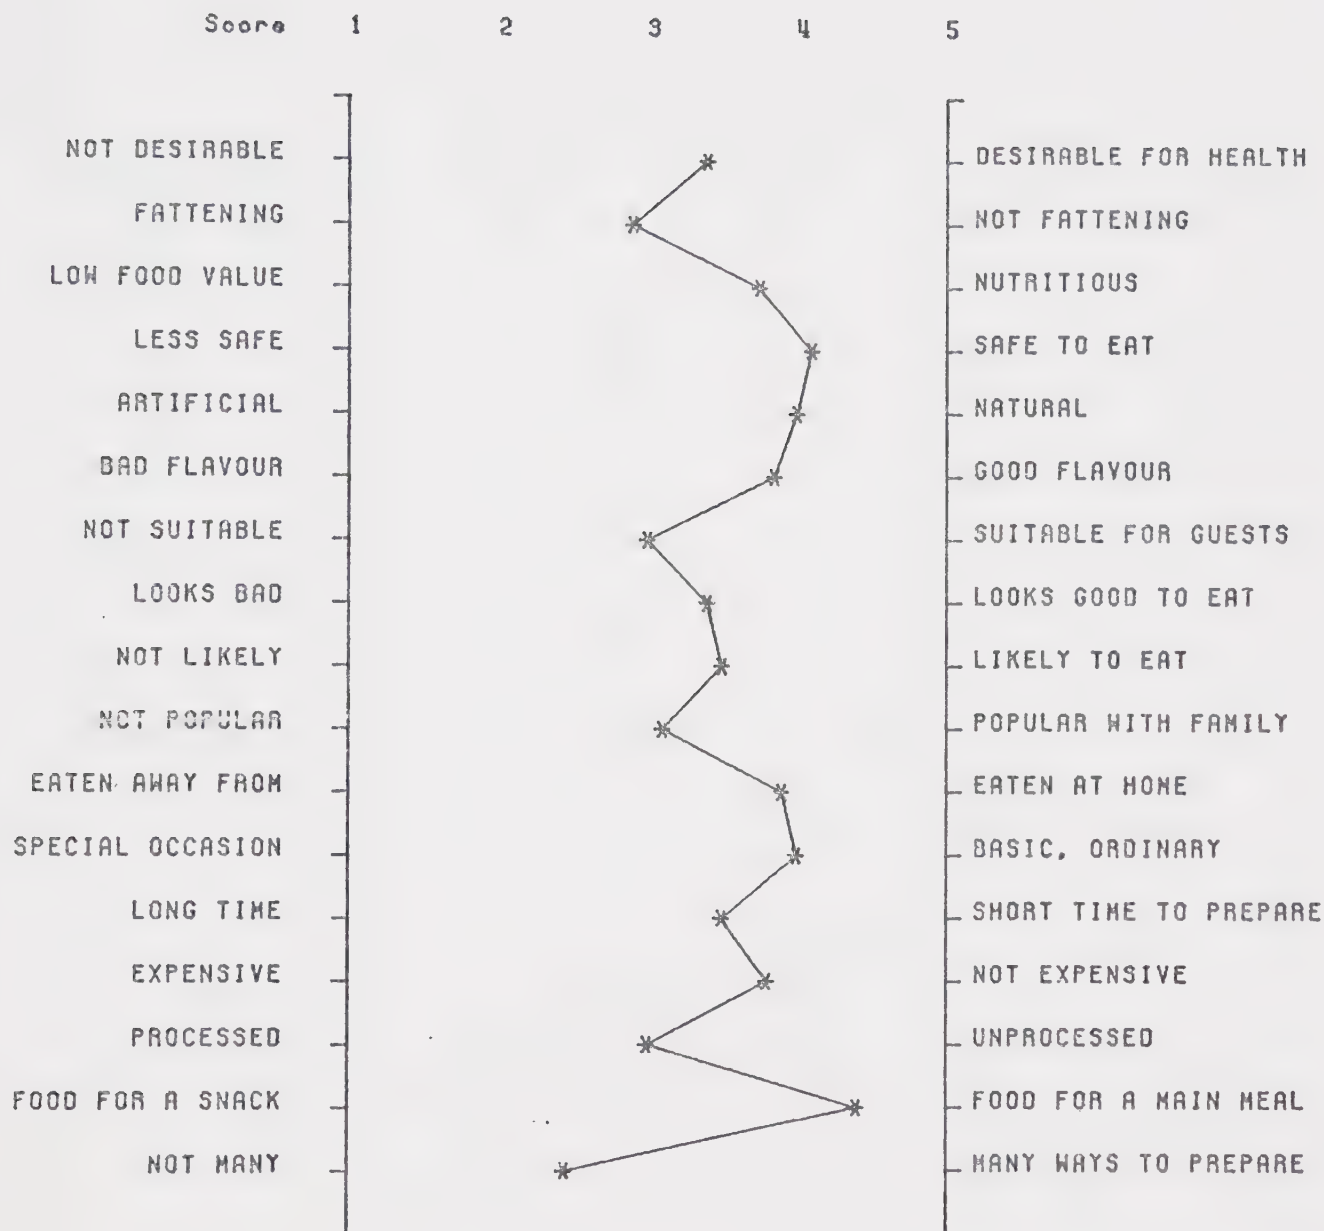 Score 1 2 3 4 5
NOT DESIRABLE DESIRABLE FOR HEALTH
FATTENING NOT FATTENING
LOW FOOD VALUE NUTRITIOUS
LESS SAFE SAFE TO EAT
ARTIFICIAL NATURAL
BAD FLAVOUR GOOD FLAVOUR
NOT SUITABLE SUITABLE FOR GUESTS
LOOKS BAD LOOKS GOOD TO EAT
NOT LIKELY LIKELY TO EAT
NOT POPULAR POPULAR WITH FAMILY
EATEN AWAY FROM EATEN AT HOME
SPECIAL OCCASION BASIC, ORDINARY
LONG TIME SHORT TIME TO PREPARE
EXPENSIVE NOT EXPENSIVE
PROCESSED UNPROCESSED
FOOD FOR A SNACK FOOD FOR A MAIN MEAL
NOT MANY MANY WAYS TO PREPARE